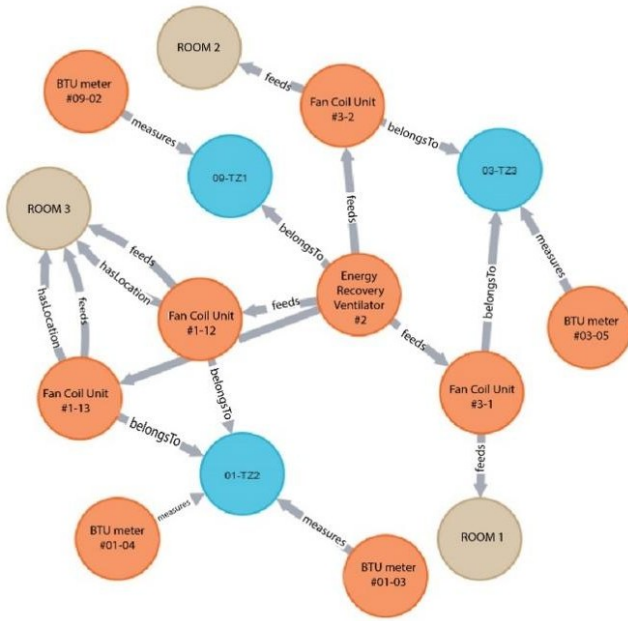 ROOM 2
feeds
BTU meter
#09-02
Fan Coil Unit
#3-2
measures
belongsTo
09-TZ1
03-TZ3
ROOM 3
feeds
feeds
belongsTo
measures
hasLocation
feeds
hasLocation
feeds
Energy
Recovery
Ventilator
#2
belongsTo
Fan Coil Unit
#1-12
feeds
feeds
BTU meter
#03-05
Fan Coil Unit
#1-13
belongsTo
Fan Coil Unit
#3-1
belongsTo
feeds
01-TZ2
measures
measures
BTU meter
#01-04
ROOM 1
BTU meter
#01-03